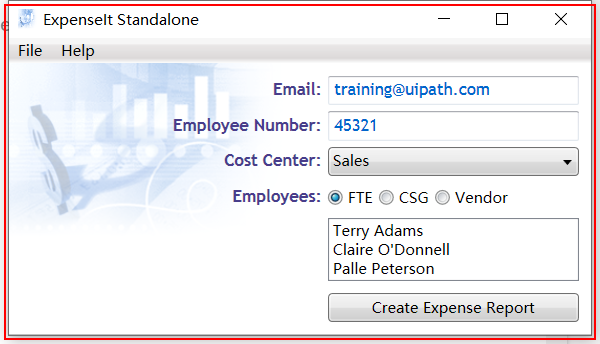 ExpenseIt Standalone
File Help
Email: training@uipath.com
Employee Number: 45321
Cost Center: Sales
Employees: FTE CSG Vendor
Terry Adams
Claire O'Donnell
Palle Peterson
Create Expense Report